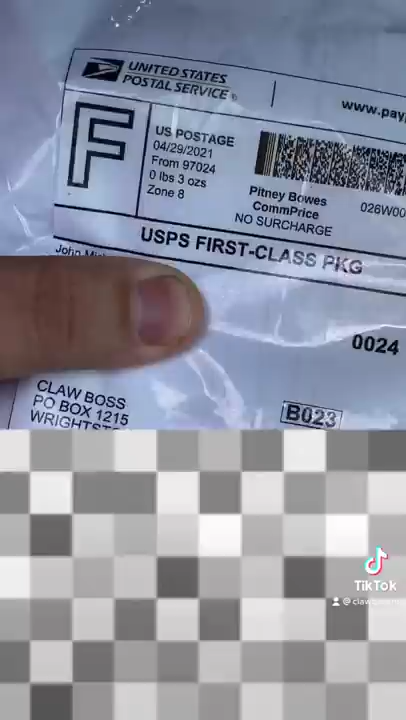 UNITED STATES
POSTAL SERVICE®
www.pay
F
US POSTAGE
04/29/2021
From 97024
0 lbs 3 ozs
Zone 8
Pitney Bowes
CommPrice
NO SURCHARGE
026W00
USPS FIRST-CLASS PKG
John
0024
CLAW BOSS
PO BOX 1215
B023
TikTok